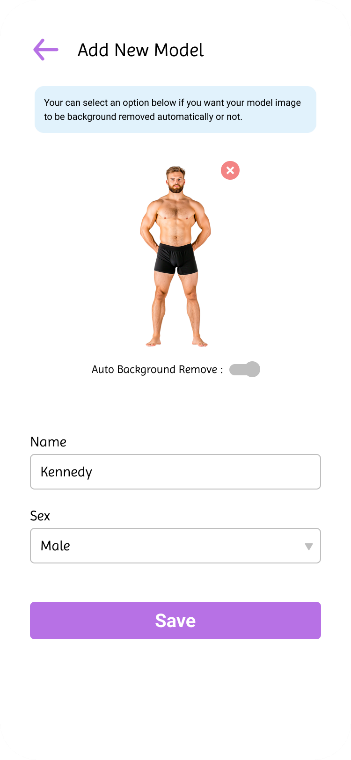 Add New Model
Your can select an option below if you want your model image
to be background removed automatically or not.
Auto Background Remove :
Name
Kennedy
Sex
Male
Save